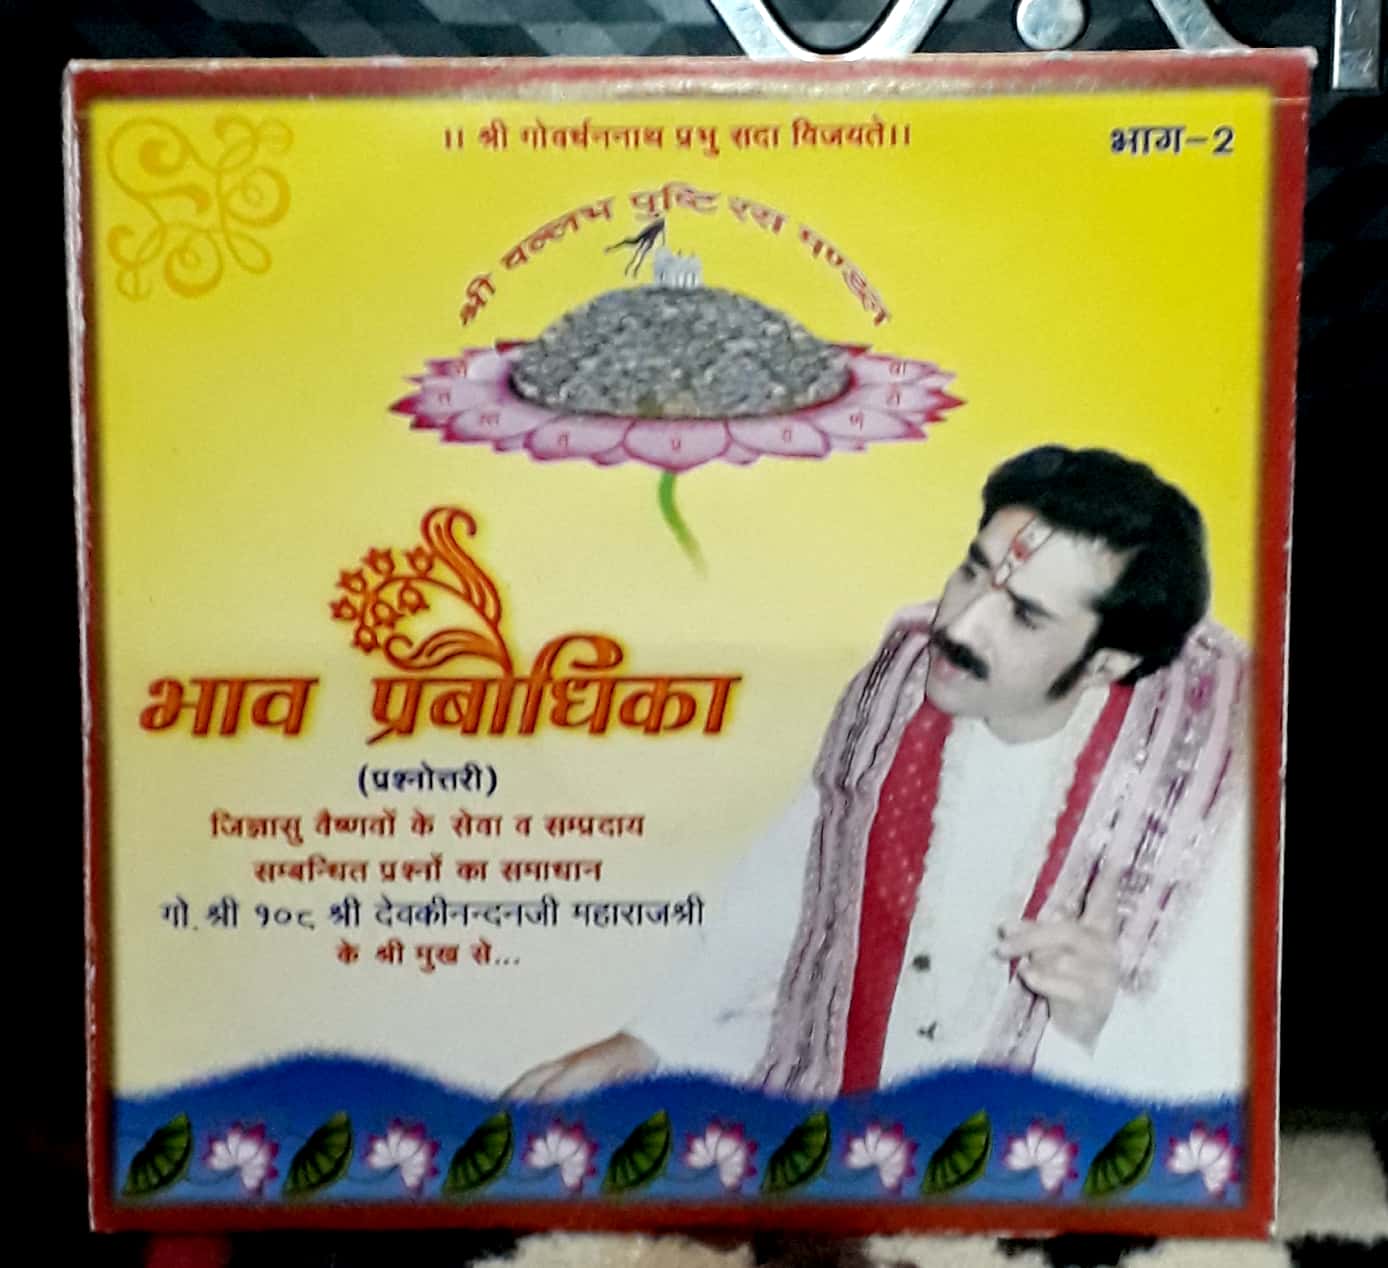 ।। श्री गोवर्धननाथ प्रभु सदा विजयते।।
भाग-2
श्री वल्लभ पुष्टि रस मण्डल
भाव प्रबोधिका
(प्रश्नोत्तरी)
जिज्ञासु वैष्णवों के सेवा व सम्प्रदाय
सम्बन्धित प्रश्नों का समाधान
गो. श्री १०८ श्री देवकीनन्दनजी महाराजश्री
के श्री मुख से...